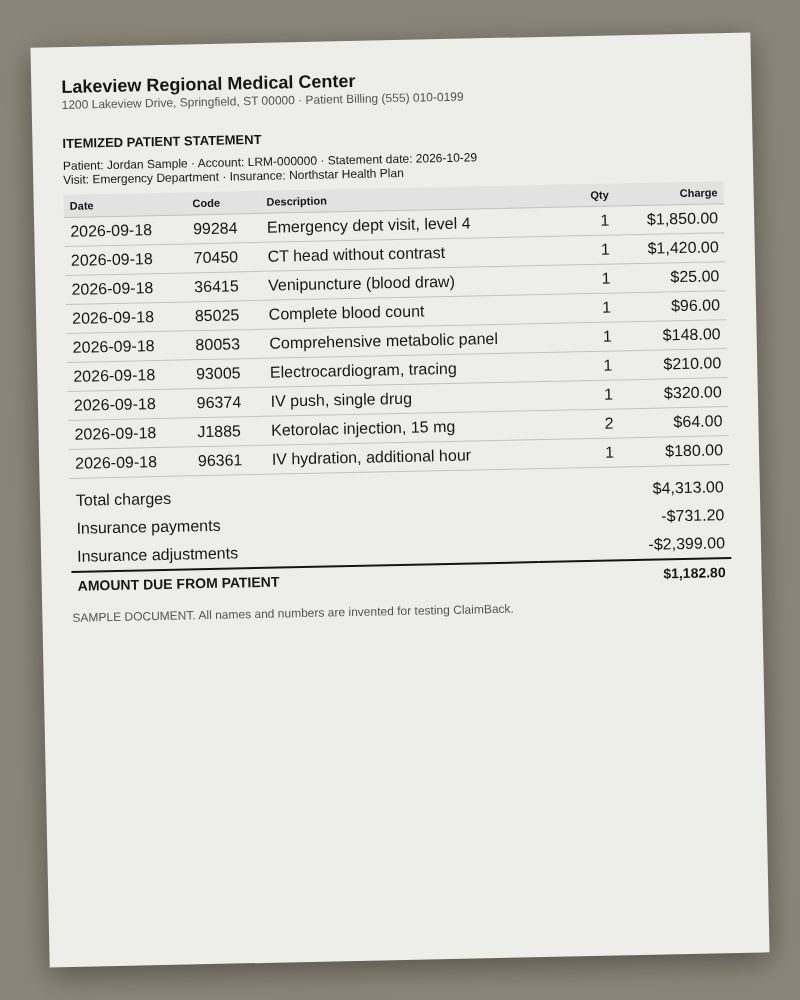 Lakeview Regional Medical Center
1200 Lakeview Drive, Springfield, ST 00000 · Patient Billing (555) 010-0199
ITEMIZED PATIENT STATEMENT
Patient: Jordan Sample · Account: LRM-000000 · Statement date: 2026-10-29
Visit: Emergency Department · Insurance: Northstar Health Plan
Date Code Description Qty Charge
2026-09-18 99284 Emergency dept visit, level 4 1 $1,850.00
2026-09-18 70450 CT head without contrast 1 $1,420.00
2026-09-18 36415 Venipuncture (blood draw) 1 $25.00
2026-09-18 85025 Complete blood count 1 $96.00
2026-09-18 80053 Comprehensive metabolic panel 1 $148.00
2026-09-18 93005 Electrocardiogram, tracing 1 $210.00
2026-09-18 96374 IV push, single drug 1 $320.00
2026-09-18 J1885 Ketorolac injection, 15 mg 2 $64.00
2026-09-18 96361 IV hydration, additional hour 1 $180.00
Total charges $4,313.00
Insurance payments -$731.20
Insurance adjustments -$2,399.00
AMOUNT DUE FROM PATIENT $1,182.80
SAMPLE DOCUMENT. All names and numbers are invented for testing ClaimBack.